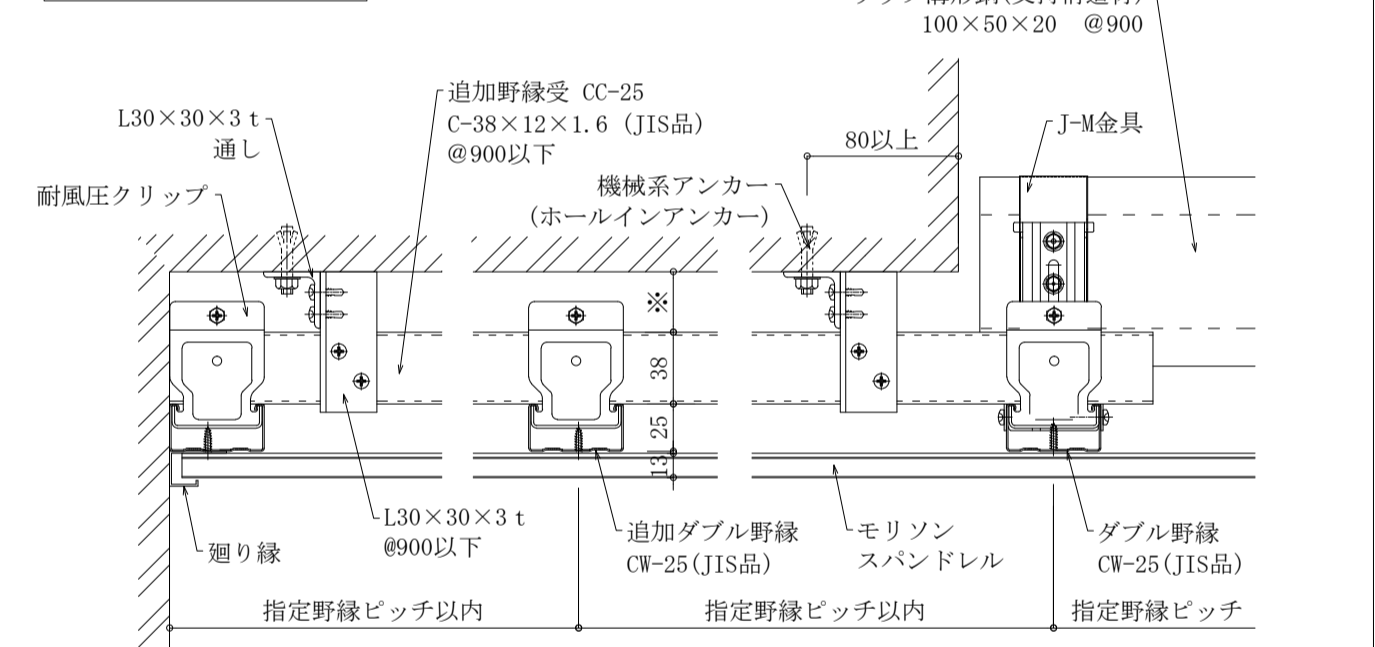 100×50×20 @900
追加野縁受 CC-25
C-38×12×1.6 (JIS品)
@900以下
L30×30×3ｔ
通し
J-M金具
80以上
機械系アンカー
(ホールインアンカー)
耐風圧クリップ
※
38
25
13
L30×30×3ｔ
@900以下
廻り縁
追加ダブル野縁
CW-25(JIS品)
モリソン
スパンドレル
ダブル野縁
CW-25(JIS品)
指定野縁ピッチ以内
指定野縁ピッチ以内
指定野縁ピッチ